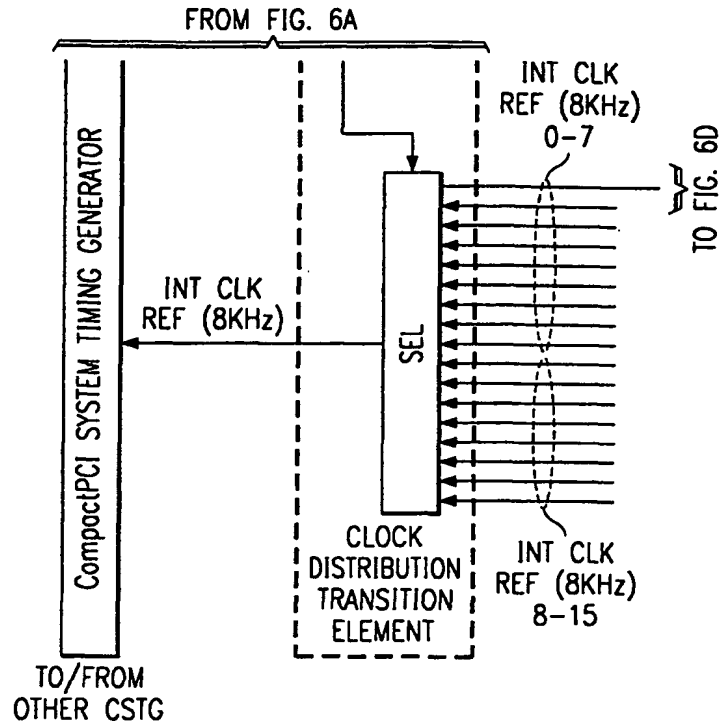 FROM FIG. 6A
INT CLK
REF (8KHz)
0-7
TO FIG. 6D
CompactPCI SYSTEM TIMING GENERATOR
INT CLK
REF (8KHz)
SEL
CLOCK
DISTRIBUTION
TRANSITION
ELEMENT
INT CLK
REF (8KHz)
8-15
TO/FROM
OTHER CSTG